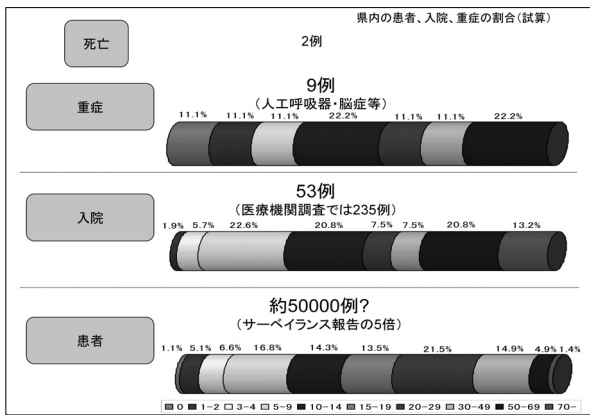 県内の患者、入院、重症の割合(試算)
死亡
2例
9例
(人工呼吸器・脳症等)
重症
11.1% 11.1% 11.1% 22.2% 11.1% 11.1% 22.2%
53例
(医療機関調査では235例)
入院
1.9% 5.7% 22.6% 20.8% 7.5% 7.5% 20.8% 13.2%
約50000例?
(サーベイランス報告の5倍)
患者
1.1% 5.1% 6.6% 16.8% 14.3% 13.5% 21.5% 14.9% 4.9% 1.4%
0 1-2 3-4 5-9 10-14 15-19 20-29 30-49 50-69 70-